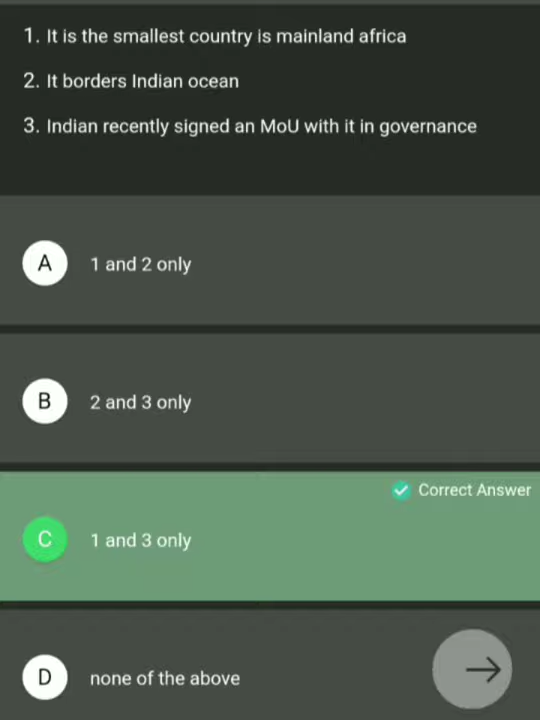 1. It is the smallest country is mainland africa
2. It borders Indian ocean
3. Indian recently signed an MoU with it in governance
A 1 and 2 only
B 2 and 3 only
Correct Answer
C 1 and 3 only
D none of the above